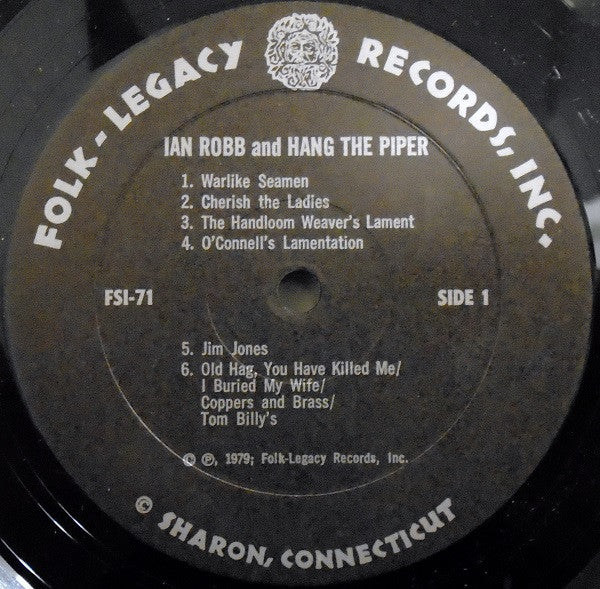 FOLK-LEGACY RECORDS, INC.
IAN ROBB and HANG THE PIPER
1. Warlike Seamen
2. Cherish the Ladies
3. The Handloom Weaver's Lament
4. O'Connell's Lamentation
FSI-71
SIDE 1
5. Jim Jones
6. Old Hag, You Have Killed Me/
I Buried My Wife/
Coppers and Brass/
Tom Billy's
© ℗, 1979; Folk-Legacy Records, Inc.
© SHARON, CONNECTICUT